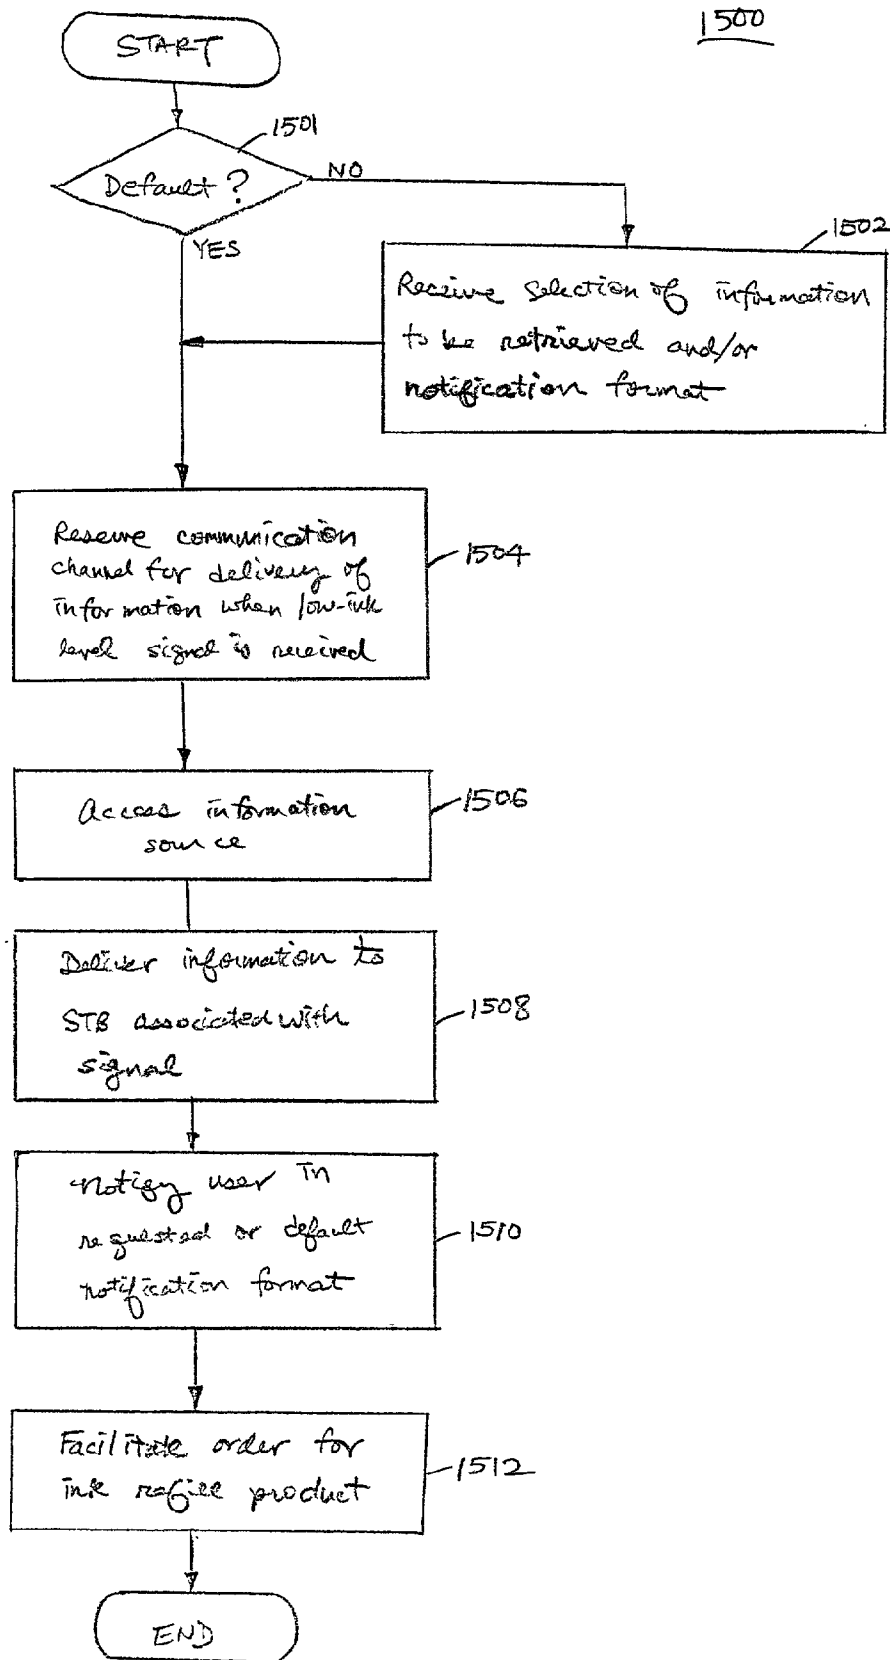 1500
START
1501
Default?
NO
YES
1502
Receive selection of information
to be retrieved and/or
notification format
Reserve communication
channel for delivery of
information when low-ink
level signal is received
1504
Access information
source
1506
Deliver information to
STB associated with
signal
1508
Notify user in
requested or default
notification format
1510
Facilitate order for
ink refill product
1512
END